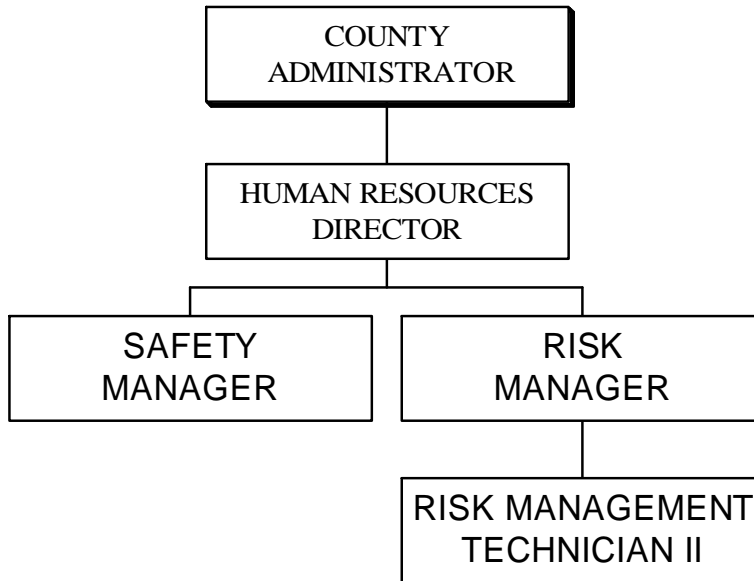 COUNTY
ADMINISTRATOR
HUMAN RESOURCES
DIRECTOR
SAFETY
MANAGER
RISK
MANAGER
RISK MANAGEMENT
TECHNICIAN II